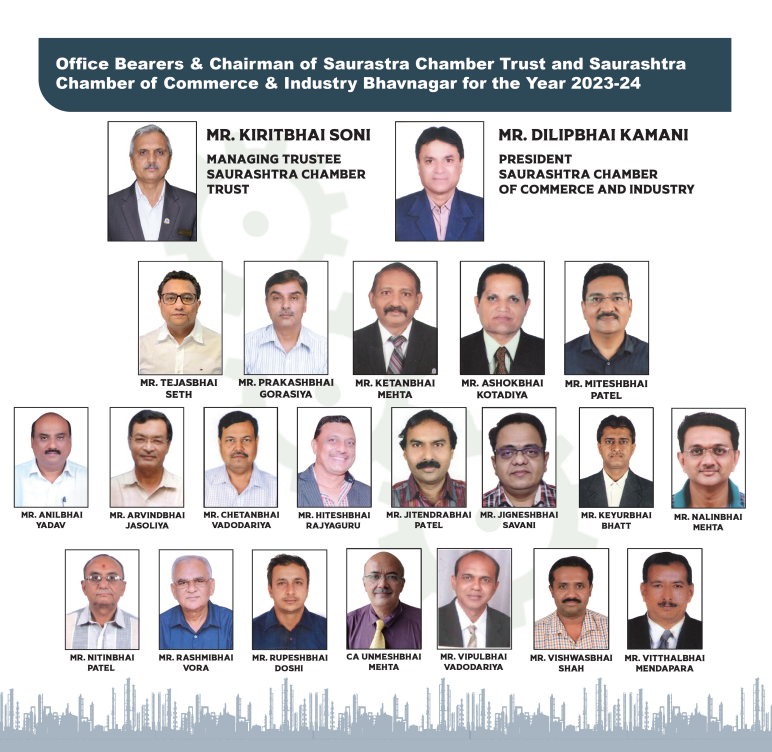 Office Bearers & Chairman of Saurastra Chamber Trust and Saurashtra
Chamber of Commerce & Industry Bhavnagar for the Year 2023-24
MR. KIRITBHAI SONI
MANAGING TRUSTEE
SAURASHTRA CHAMBER
TRUST
MR. DILIPBHAI KAMANI
PRESIDENT
SAURASHTRA CHAMBER
OF COMMERCE AND INDUSTRY
MR. TEJASBHAI
SETH
MR. PRAKASHBHAI
GORASIYA
MR. KETANBHAI
MEHTA
MR. ASHOKBHAI
KOTADIYA
MR. MITESHBHAI
PATEL
MR. ANILBHAI
YADAV
MR. ARVINDBHAI
JASOLIYA
MR. CHETANBHAI
VADODARIYA
MR. HITESHBHAI
RAJYAGURU
MR. JITENDRABHAI
PATEL
MR. JIGNESHBHAI
SAVANI
MR. KEYURBHAI
BHATT
MR. NALINBHAI
MEHTA
MR. NITINBHAI
PATEL
MR. RASHMIBHAI
VORA
MR. RUPESHBHAI
DOSHI
CA UNMESHBHAI
MEHTA
MR. VIPULBHAI
VADODARIYA
MR. VISHWASBHAI
SHAH
MR. VITTHALBHAI
MENDAPARA